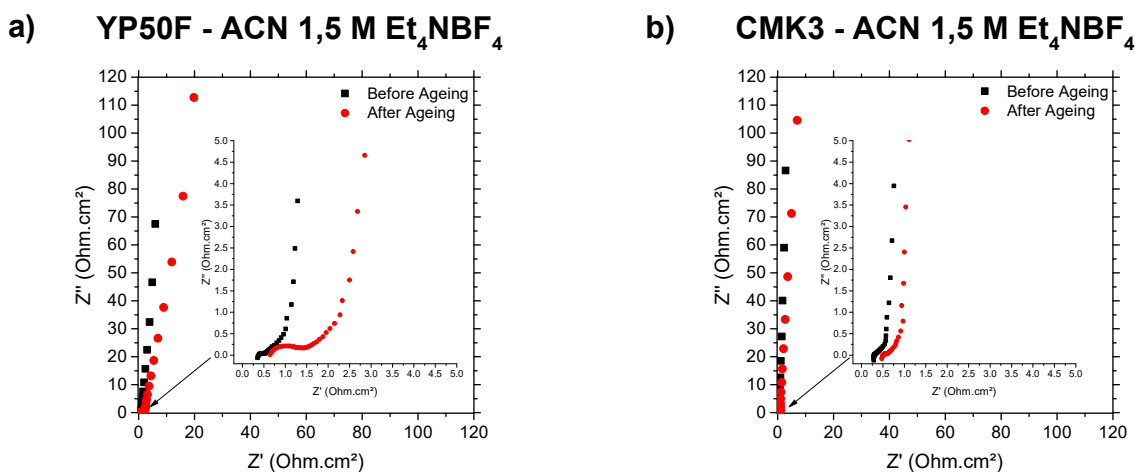 a) YP50F - ACN 1,5 M Et₄NBF₄
120
110
100
90
80
70
60
50
40
30
20
10
0
Z'' (Ohm.cm²)
Before Ageing
After Ageing
5.0
4.5
4.0
3.5
3.0
2.5
2.0
1.5
1.0
0.5
0.0
Z'' (Ohm.cm²)
0.0 0.5 1.0 1.5 2.0 2.5 3.0 3.5 4.0 4.5 5.0
Z' (Ohm.cm²)
0 20 40 60 80 100 120
Z' (Ohm.cm²)
b) CMK3 - ACN 1,5 M Et₄NBF₄
120
110
100
90
80
70
60
50
40
30
20
10
0
Z'' (Ohm.cm²)
Before Ageing
After Ageing
5.0
4.5
4.0
3.5
3.0
2.5
2.0
1.5
1.0
0.5
0.0
Z'' (Ohm.cm²)
0.0 0.5 1.0 1.5 2.0 2.5 3.0 3.5 4.0 4.5 5.0
Z' (Ohm.cm²)
0 20 40 60 80 100 120
Z' (Ohm.cm²)